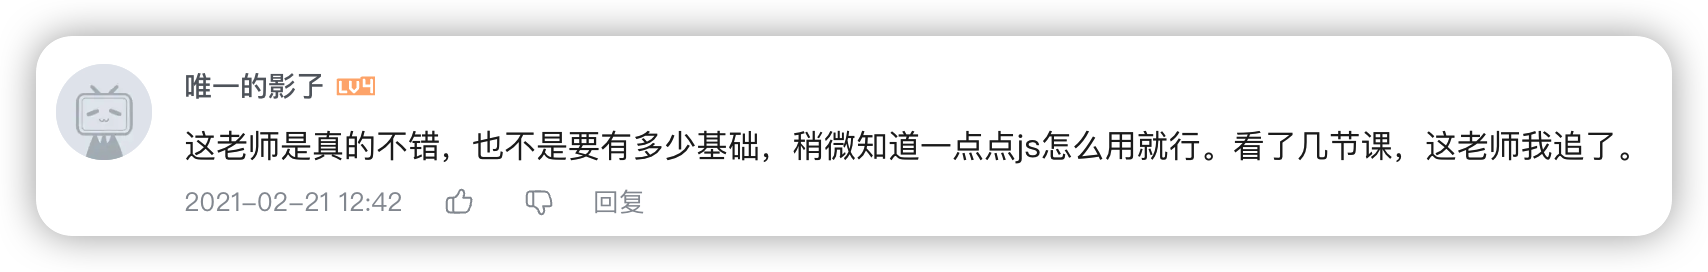 唯一的影了 LV4
这老师是真的不错，也不是要有多少基础，稍微知道一点点js怎么用就行。看了几节课，这老师我追了。
2021-02-21 12:42 回复